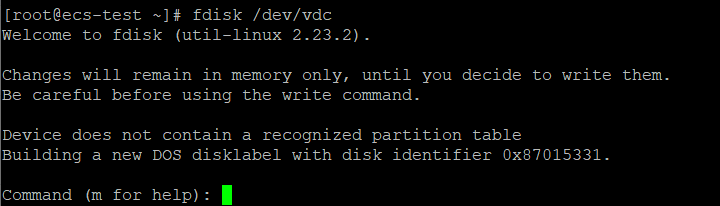 [root@ecs-test ~]# fdisk /dev/vdc
Welcome to fdisk (util-linux 2.23.2).
Changes will remain in memory only, until you decide to write them.
Be careful before using the write command.
Device does not contain a recognized partition table
Building a new DOS disklabel with disk identifier 0x87015331.
Command (m for help):